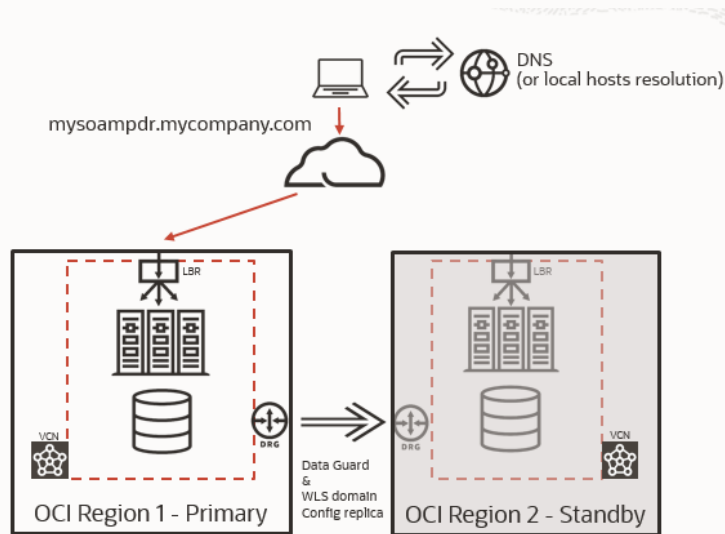 DNS
(or local hosts resolution)
mysoampdr.mycompany.com
LBR
LBR
VCN
DRG
Data Guard
&
WLS domain
Config replica
DRG
VCN
OCI Region 1 - Primary
OCI Region 2 - Standby